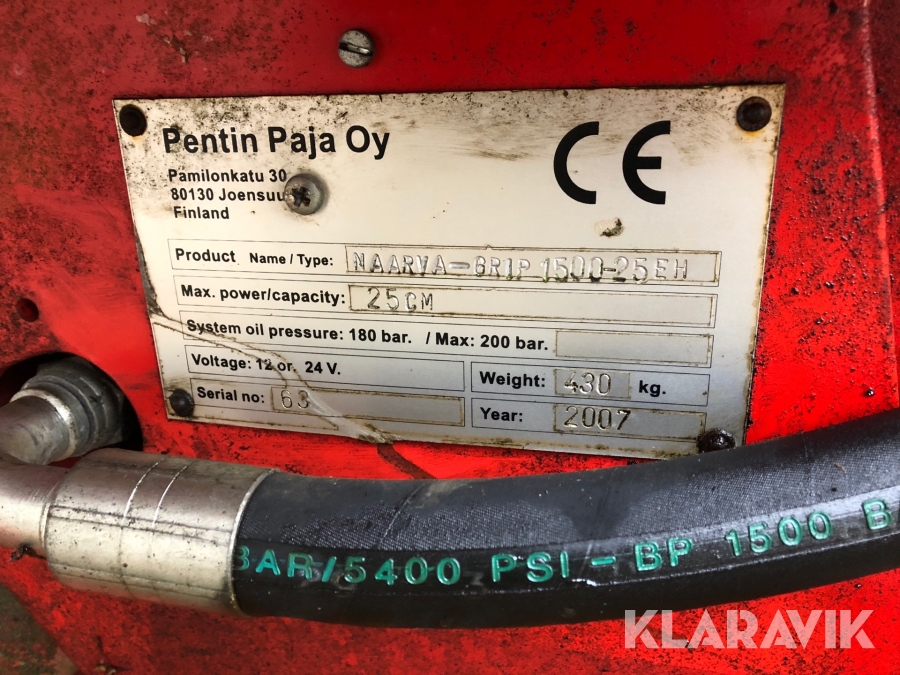 Pentin Paja Oy
CE
Pamilonkatu 30
80130 Joensuu
Finland
Product Name / Type: NAARVA-GRIP 1500-25EH
Max. power/capacity: 25CM
System oil pressure: 180 bar. / Max: 200 bar.
Voltage: 12 or 24 V.
Weight: 430 kg.
Serial no: 63
Year: 2007
BAR/5400 PSI - BP 1500 B
KLARAVIK